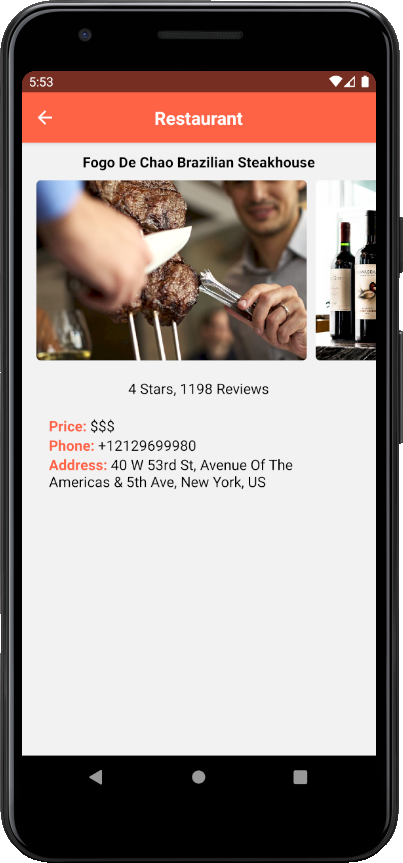 5:53
Restaurant
Fogo De Chao Brazilian Steakhouse
4 Stars, 1198 Reviews
Price: $$$
Phone: +12129699980
Address: 40 W 53rd St, Avenue Of The
Americas & 5th Ave, New York, US